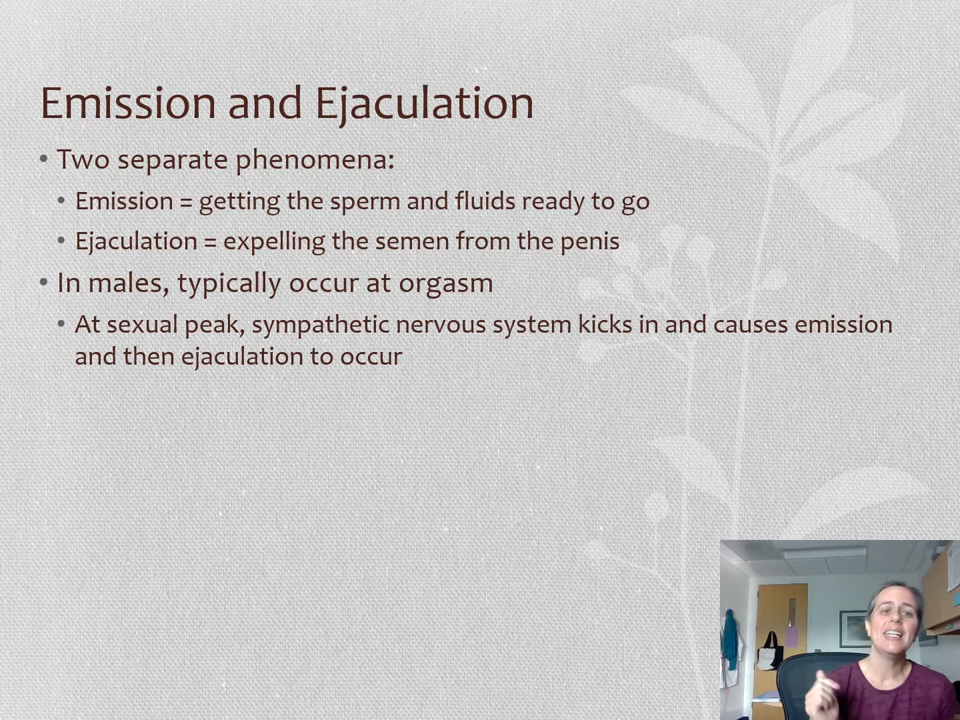 Emission and Ejaculation
• Two separate phenomena:
• Emission = getting the sperm and fluids ready to go
• Ejaculation = expelling the semen from the penis
• In males, typically occur at orgasm
• At sexual peak, sympathetic nervous system kicks in and causes emission
and then ejaculation to occur